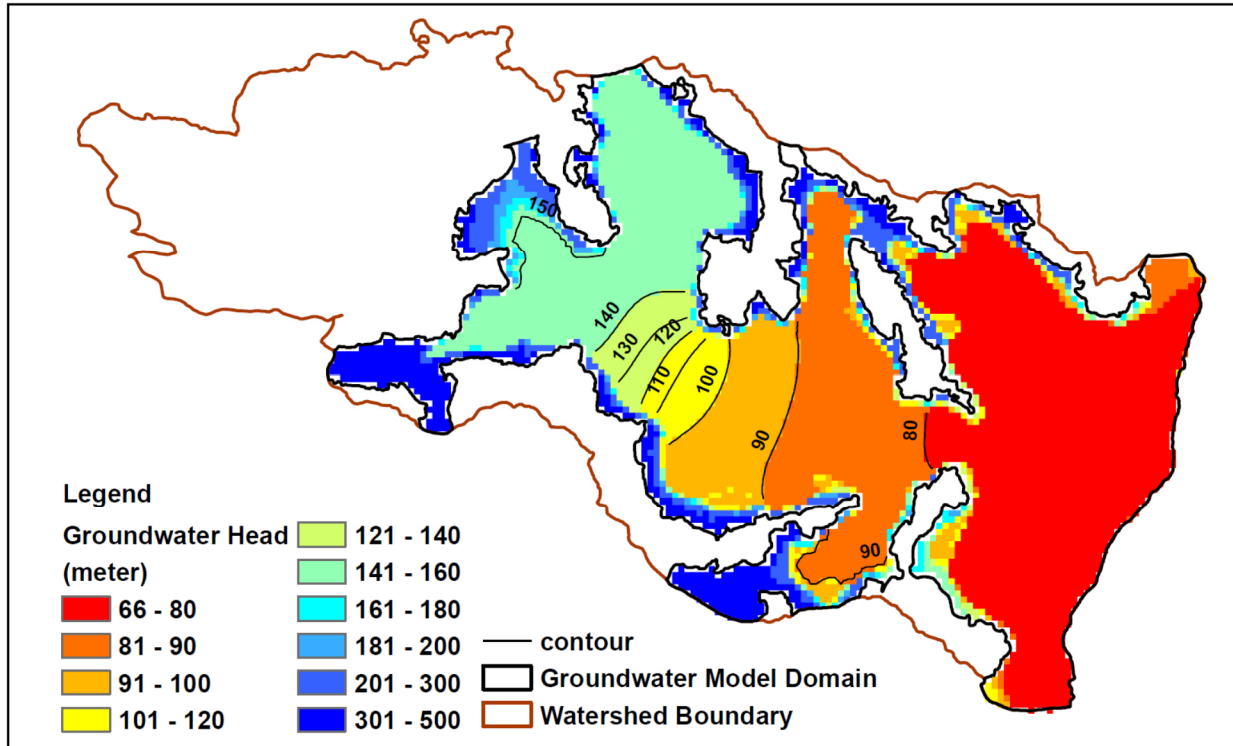 150
140
130
120
110
100
90
80
90
Legend
Groundwater Head
(meter)
66 - 80
81 - 90
91 - 100
101 - 120
121 - 140
141 - 160
161 - 180
181 - 200
201 - 300
301 - 500
contour
Groundwater Model Domain
Watershed Boundary